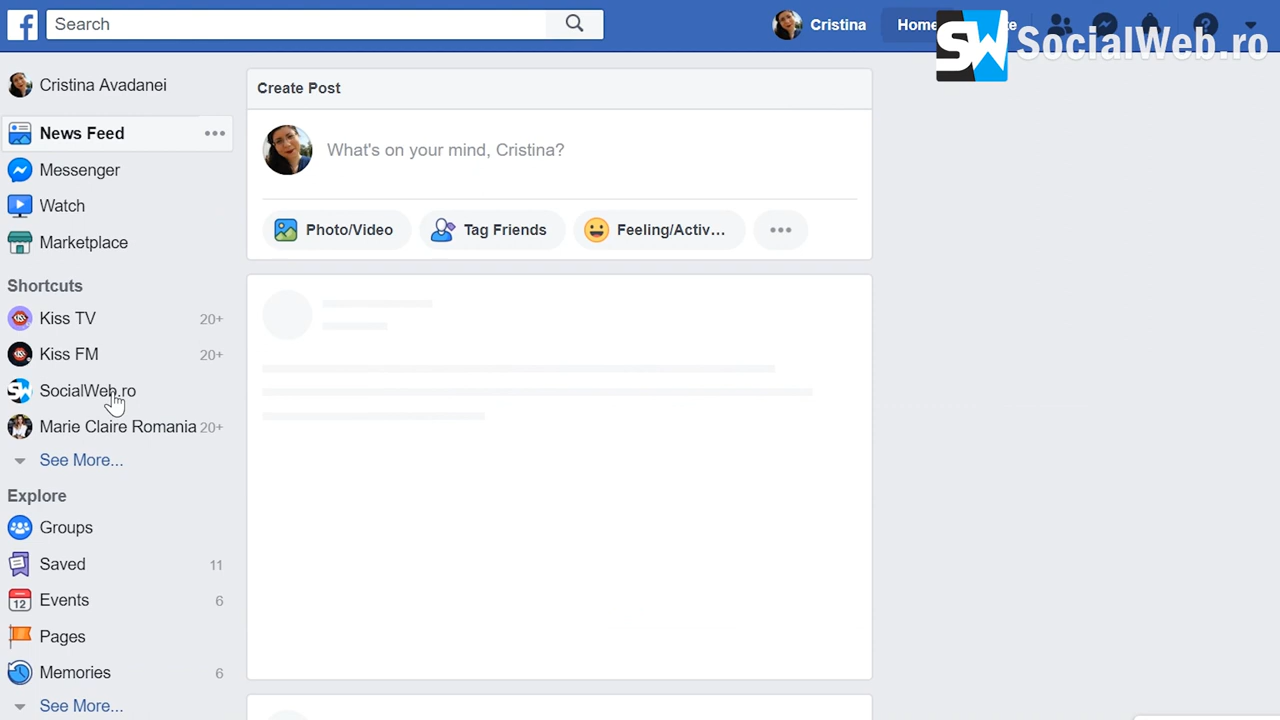 Search
Cristina
Home
SocialWeb.ro
Cristina Avadanei
News Feed
Messenger
Watch
Marketplace
Shortcuts
Kiss TV 20+
Kiss FM 20+
SocialWeb.ro
Marie Claire Romania 20+
See More...
Explore
Groups
Saved 11
12 Events 6
Pages
Memories 6
See More...
Create Post
What's on your mind, Cristina?
Photo/Video
Tag Friends
Feeling/Activ...